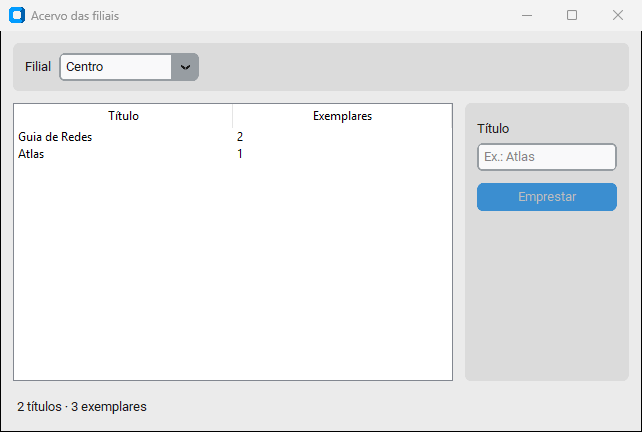 Acervo das filiais
Filial Centro
Título Exemplares
Guia de Redes 2
Atlas 1
Título
Ex.: Atlas
Emprestar
2 títulos · 3 exemplares